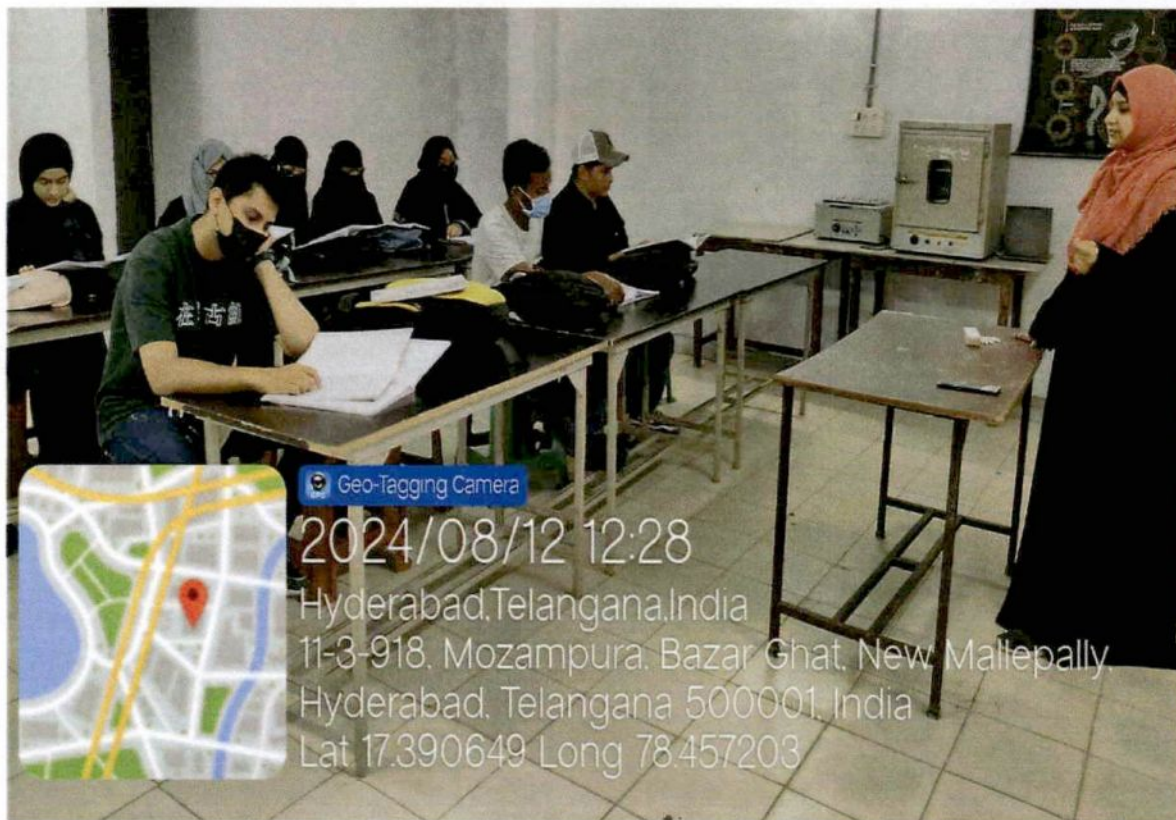 Geo-Tagging Camera
2024/08/12 12:28
Hyderabad,Telangana,India
11-3-918, Mozampura, Bazar Ghat, New Mallepally,
Hyderabad, Telangana 500001, India
Lat 17.390649 Long 78.457203